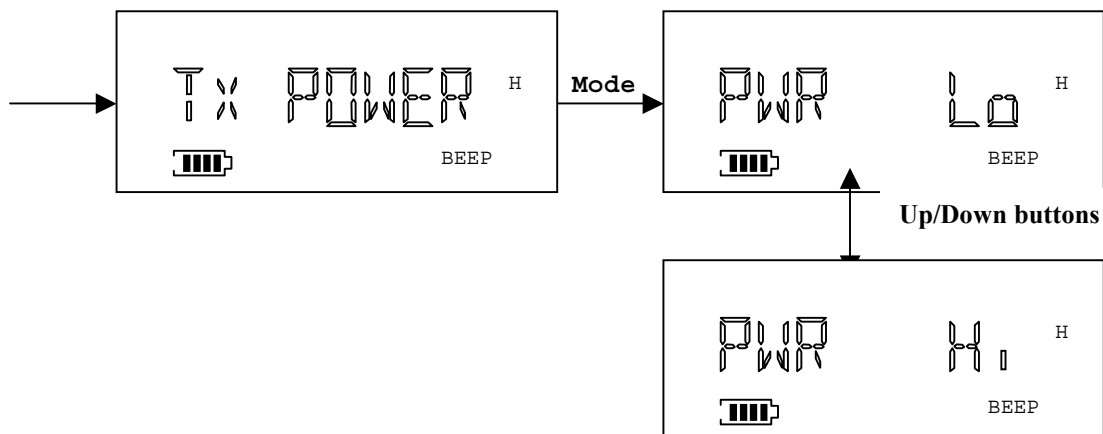 Tx POWER H
BEEP
Mode
PWR Lo H
BEEP
Up/Down buttons
PWR Hi H
BEEP